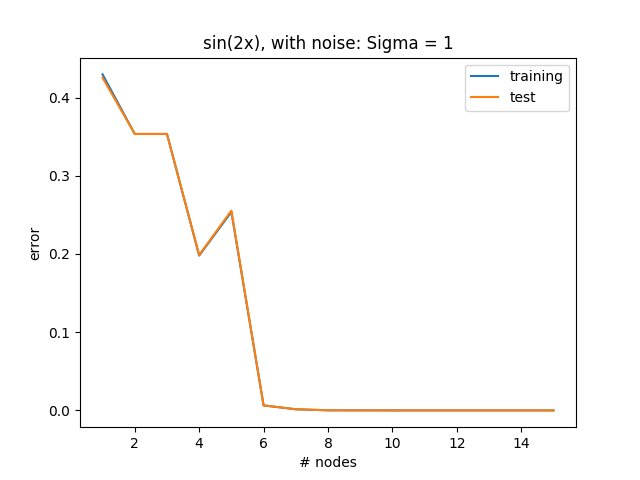 sin(2x), with noise: Sigma = 1
training
test
error
0.4
0.3
0.2
0.1
0.0
2 4 6 8 10 12 14
# nodes